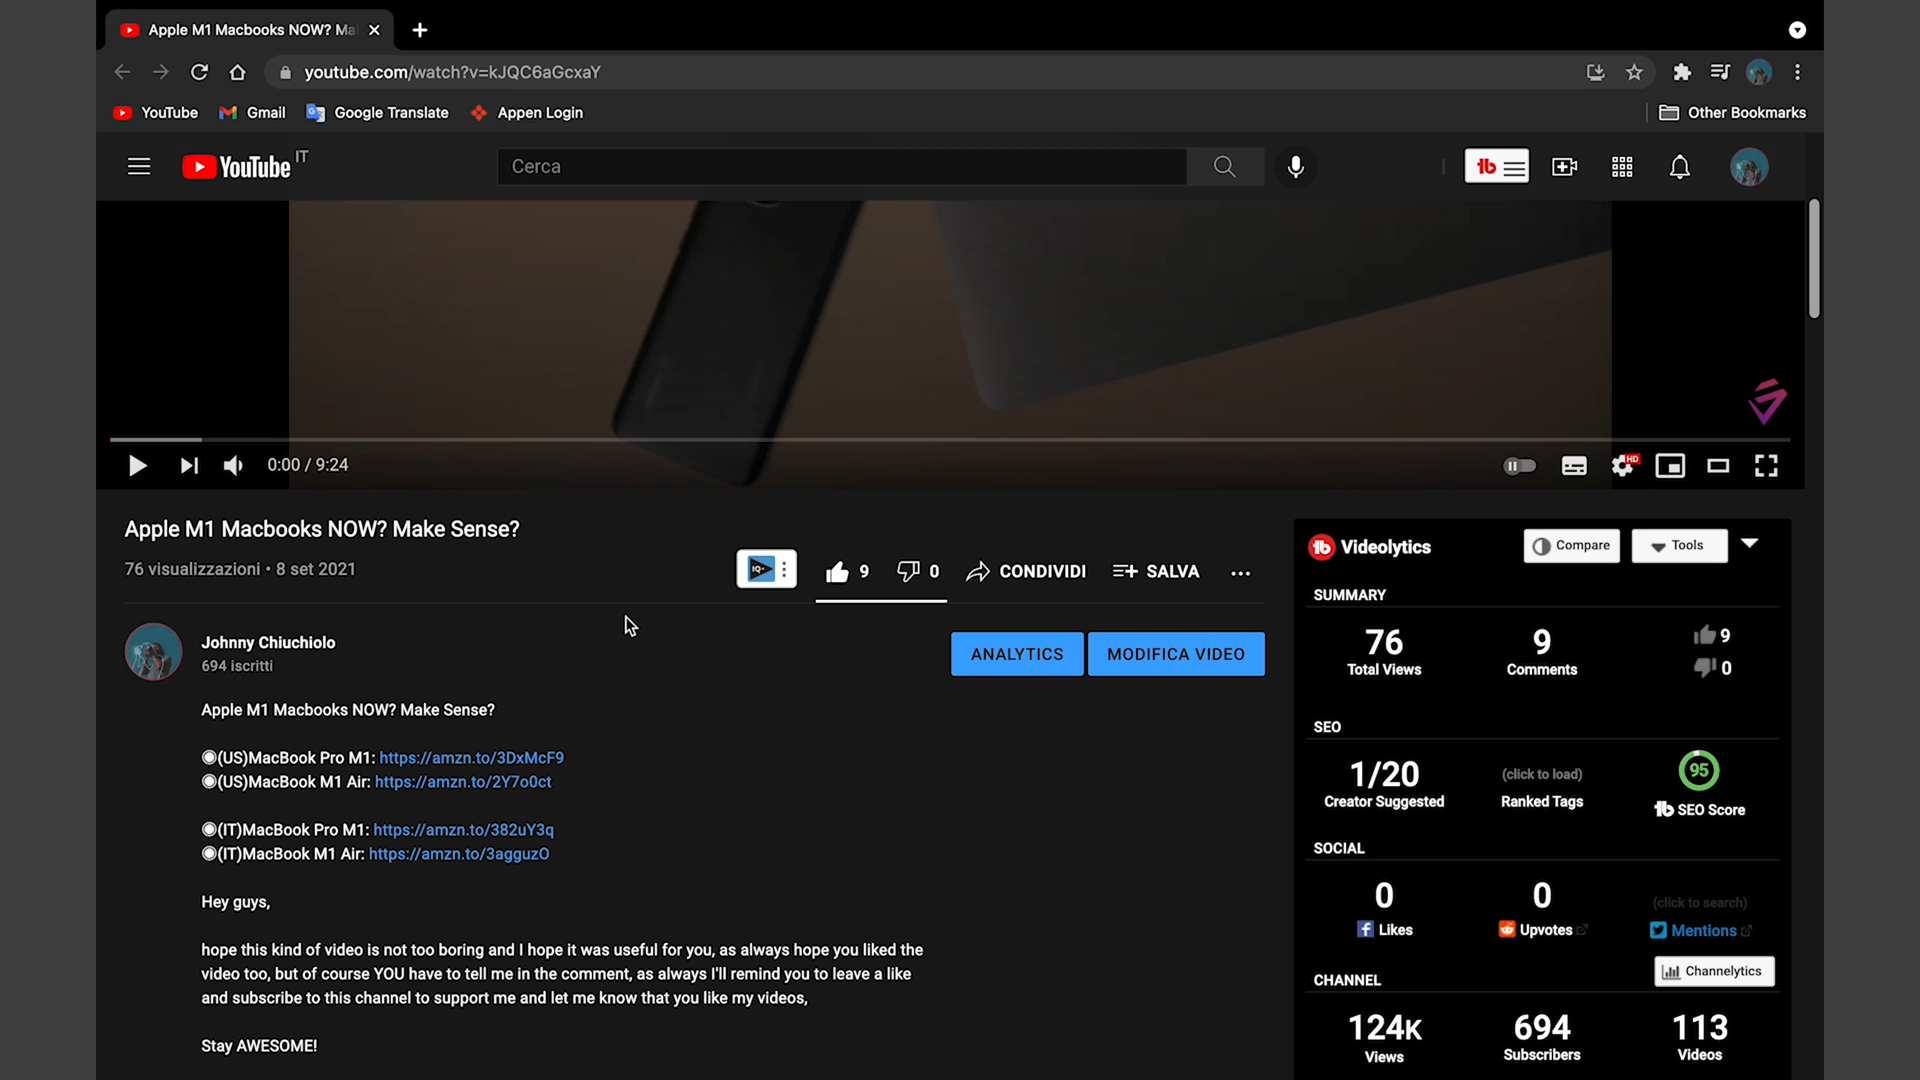 Apple M1 Macbooks NOW? Ma
youtube.com/watch?v=kJQC6aGcxaY
YouTube
Gmail
Google Translate
Appen Login
Other Bookmarks
YouTube IT
Cerca
0:00 / 9:24
HD
Apple M1 Macbooks NOW? Make Sense?
76 visualizzazioni • 8 set 2021
IQ+
9
0
CONDIVIDI
SALVA
Johnny Chiuchiolo
694 iscritti
ANALYTICS
MODIFICA VIDEO
Apple M1 Macbooks NOW? Make Sense?
◉(US)MacBook Pro M1: https://amzn.to/3DxMcF9
◉(US)MacBook M1 Air: https://amzn.to/2Y7o0ct
◉(IT)MacBook Pro M1: https://amzn.to/382uY3q
◉(IT)MacBook M1 Air: https://amzn.to/3agguzO
Hey guys,
hope this kind of video is not too boring and I hope it was useful for you, as always hope you liked the
video too, but of course YOU have to tell me in the comment, as always I'll remind you to leave a like
and subscribe to this channel to support me and let me know that you like my videos,
Stay AWESOME!
Videolytics
Compare
Tools
SUMMARY
76
Total Views
9
Comments
9
0
SEO
1/20
Creator Suggested
(click to load)
Ranked Tags
95
SEO Score
SOCIAL
0
Likes
0
Upvotes
(click to search)
Mentions
CHANNEL
Channelytics
124K
Views
694
Subscribers
113
Videos